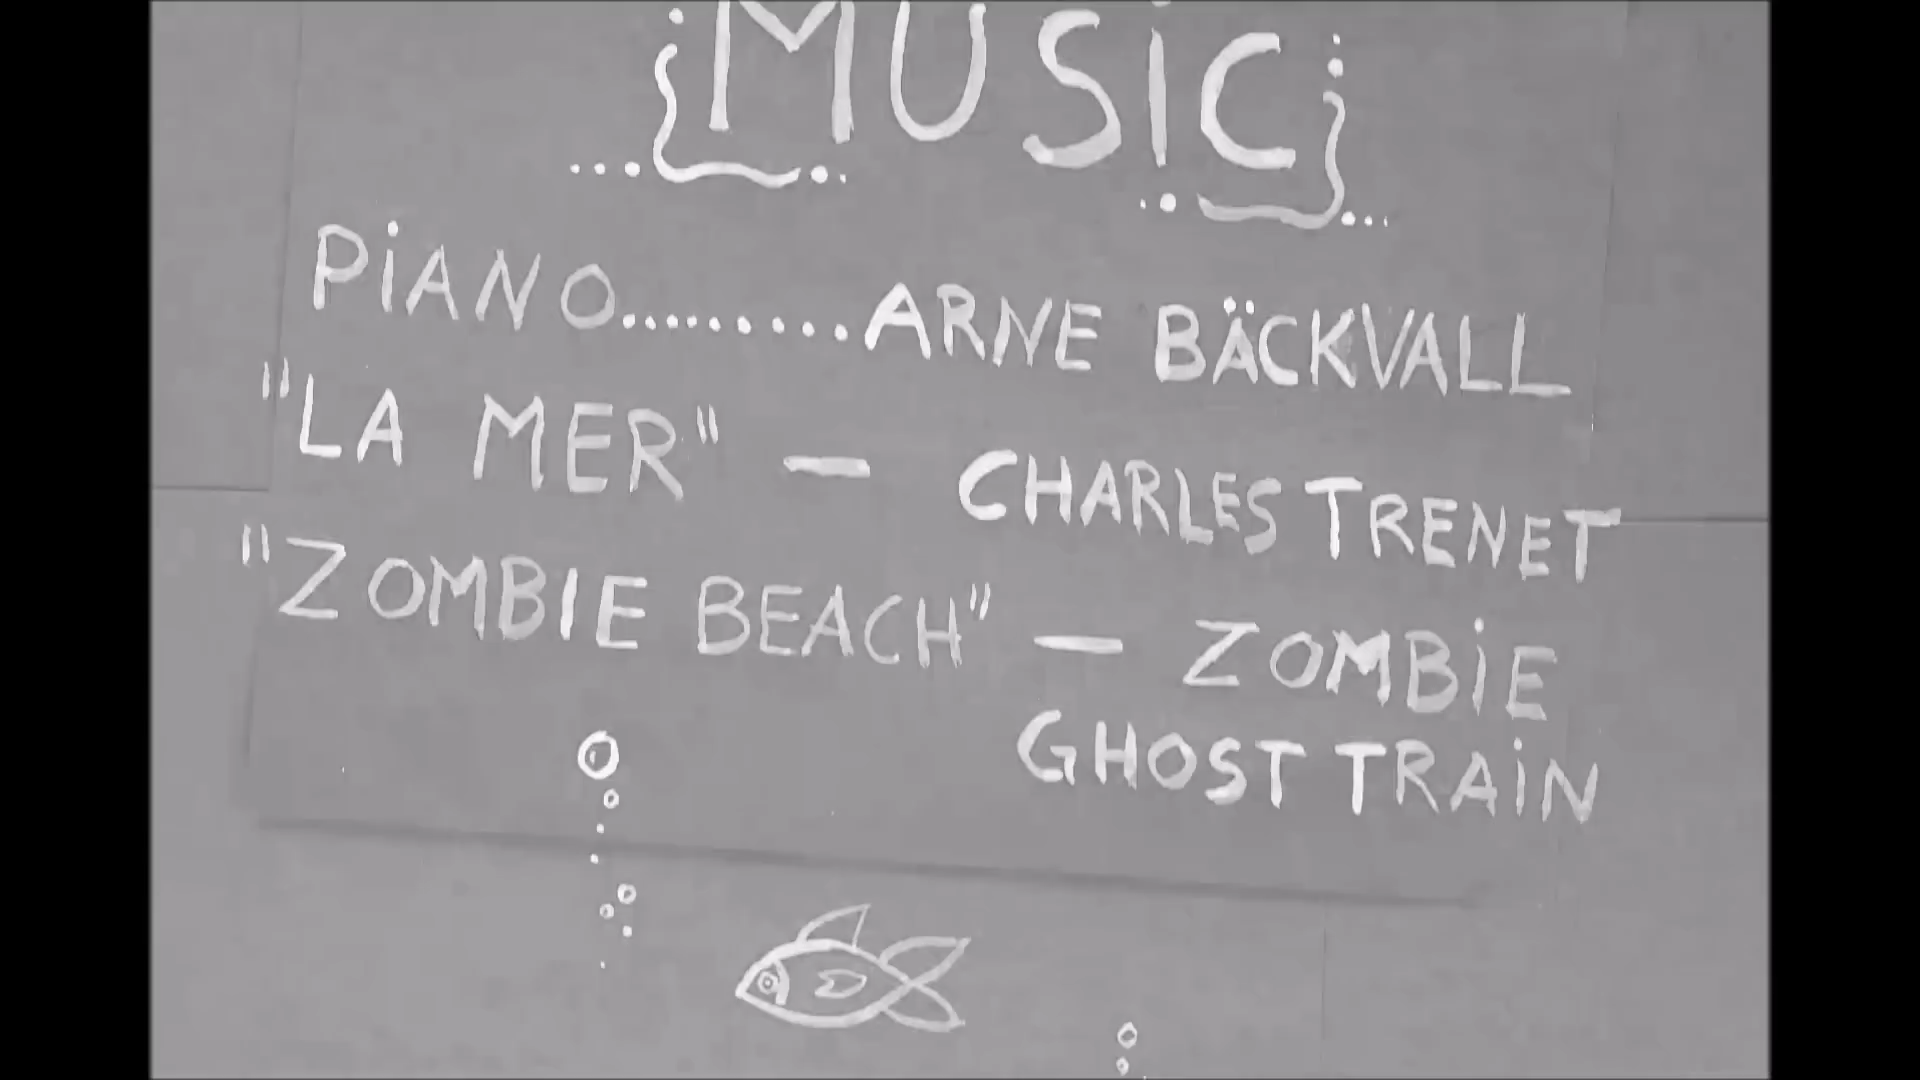 MUSiC
PiANO.........ARNE BÄCKVALL
"LA MER" — CHARLES TRENET
"ZOMBIE BEACH" — ZOMBiE
GHOST TRAiN